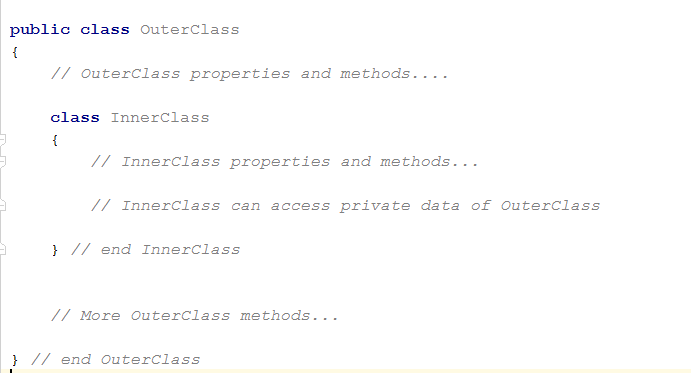 public class OuterClass
{
// OuterClass properties and methods....
class InnerClass
{
// InnerClass properties and methods...
// InnerClass can access private data of OuterClass
} // end InnerClass
// More OuterClass methods...
} // end OuterClass